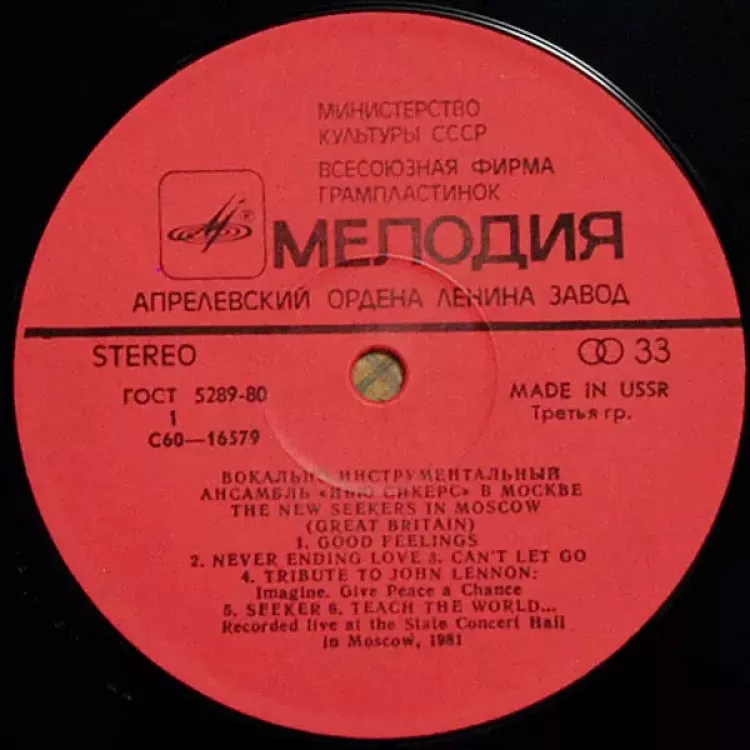 МИНИСТЕРСТВО
КУЛЬТУРЫ СССР
ВСЕСОЮЗНАЯ ФИРМА
ГРАМПЛАСТИНОК
®
МЕЛОДИЯ
АПРЕЛЕВСКИЙ ОРДЕНА ЛЕНИНА ЗАВОД
STEREO
33
ГОСТ 5289-80
MADE IN USSR
1
Третья гр.
С60—16579
ВОКАЛЬНО-ИНСТРУМЕНТАЛЬНЫЙ
АНСАМБЛЬ «НЬЮ СИКЕРС» В МОСКВЕ
THE NEW SEEKERS IN MOSCOW
(GREAT BRITAIN)
1. GOOD FEELINGS
2. NEVER ENDING LOVE 3. CAN'T LET GO
4. TRIBUTE TO JOHN LENNON:
Imagine. Give Peace a Chance
5. SEEKER 6. TEACH THE WORLD...
Recorded live at the State Concert Hall
in Moscow, 1981